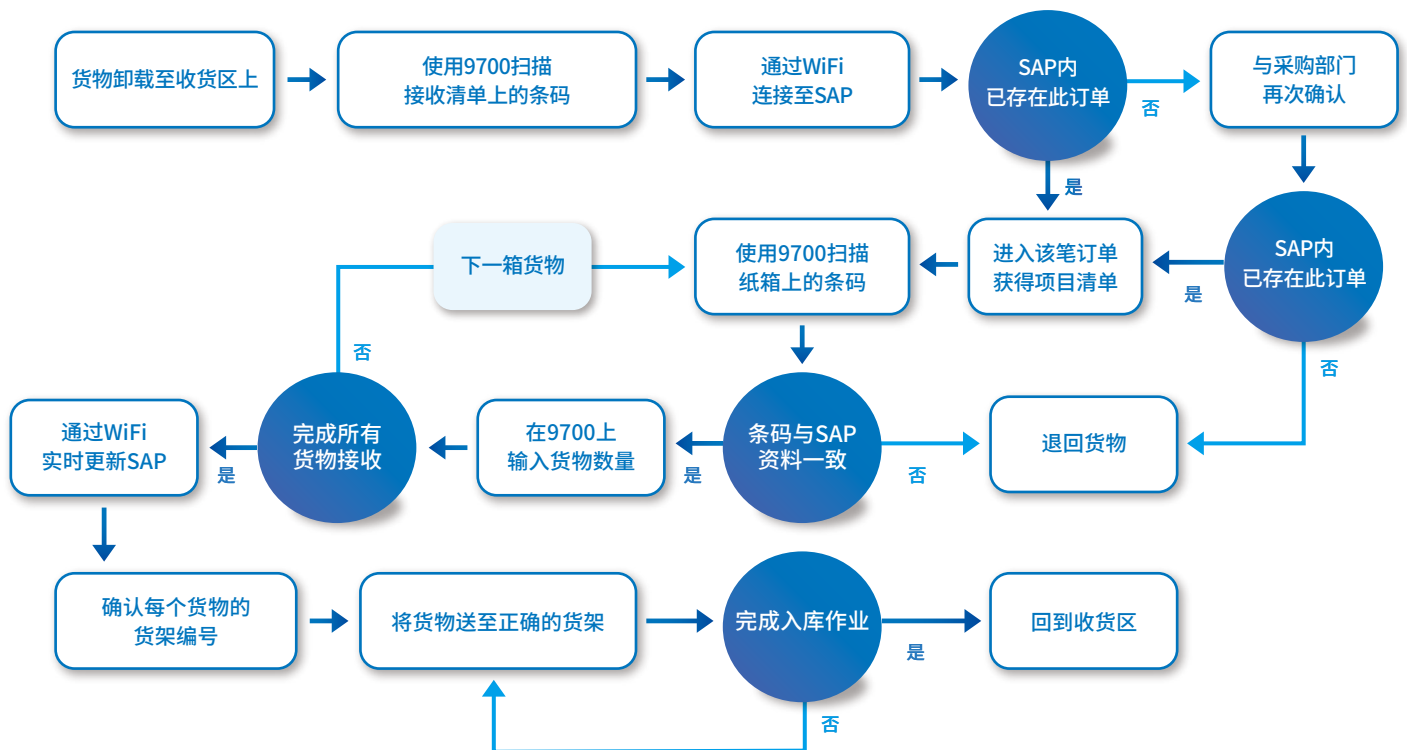 货物卸载至收货区上
使用9700扫描
接收清单上的条码
通过WiFi
连接至SAP
SAP内
已存在此订单
否
与采购部门
再次确认
是
下一箱货物
使用9700扫描
纸箱上的条码
进入该笔订单
获得项目清单
是
SAP内
已存在此订单
否
否
通过WiFi
实时更新SAP
是
完成所有
货物接收
在9700上
输入货物数量
是
条码与SAP
资料一致
否
退回货物
确认每个货物的
货架编号
将货物送至正确的货架
完成入库作业
是
回到收货区
否